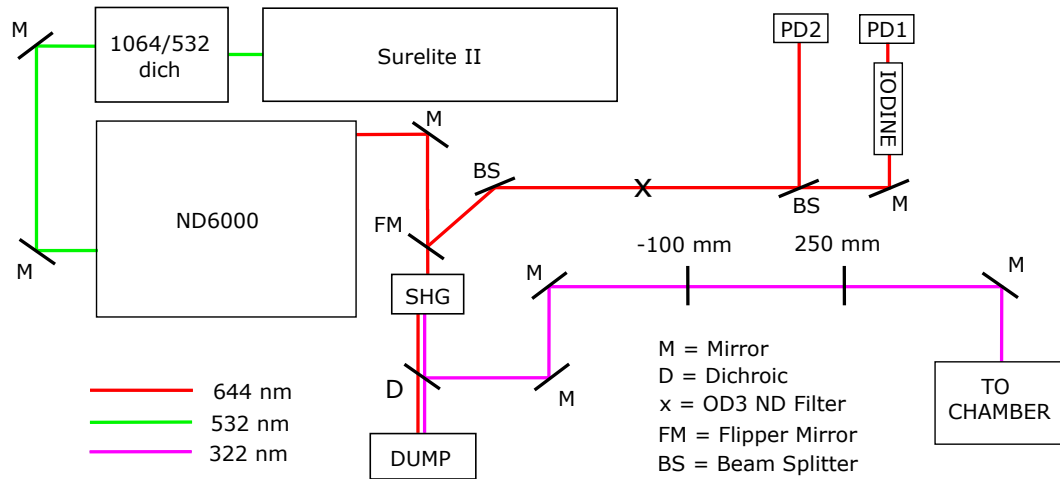 M
1064/532
dich
Surelite II
PD2
PD1
IODINE
M
BS
ND6000
FM
BS
M
M
-100 mm
250 mm
M
M
SHG
M = Mirror
D = Dichroic
x = OD3 ND Filter
FM = Flipper Mirror
BS = Beam Splitter
D
M
TO
CHAMBER
644 nm
532 nm
322 nm
DUMP
X